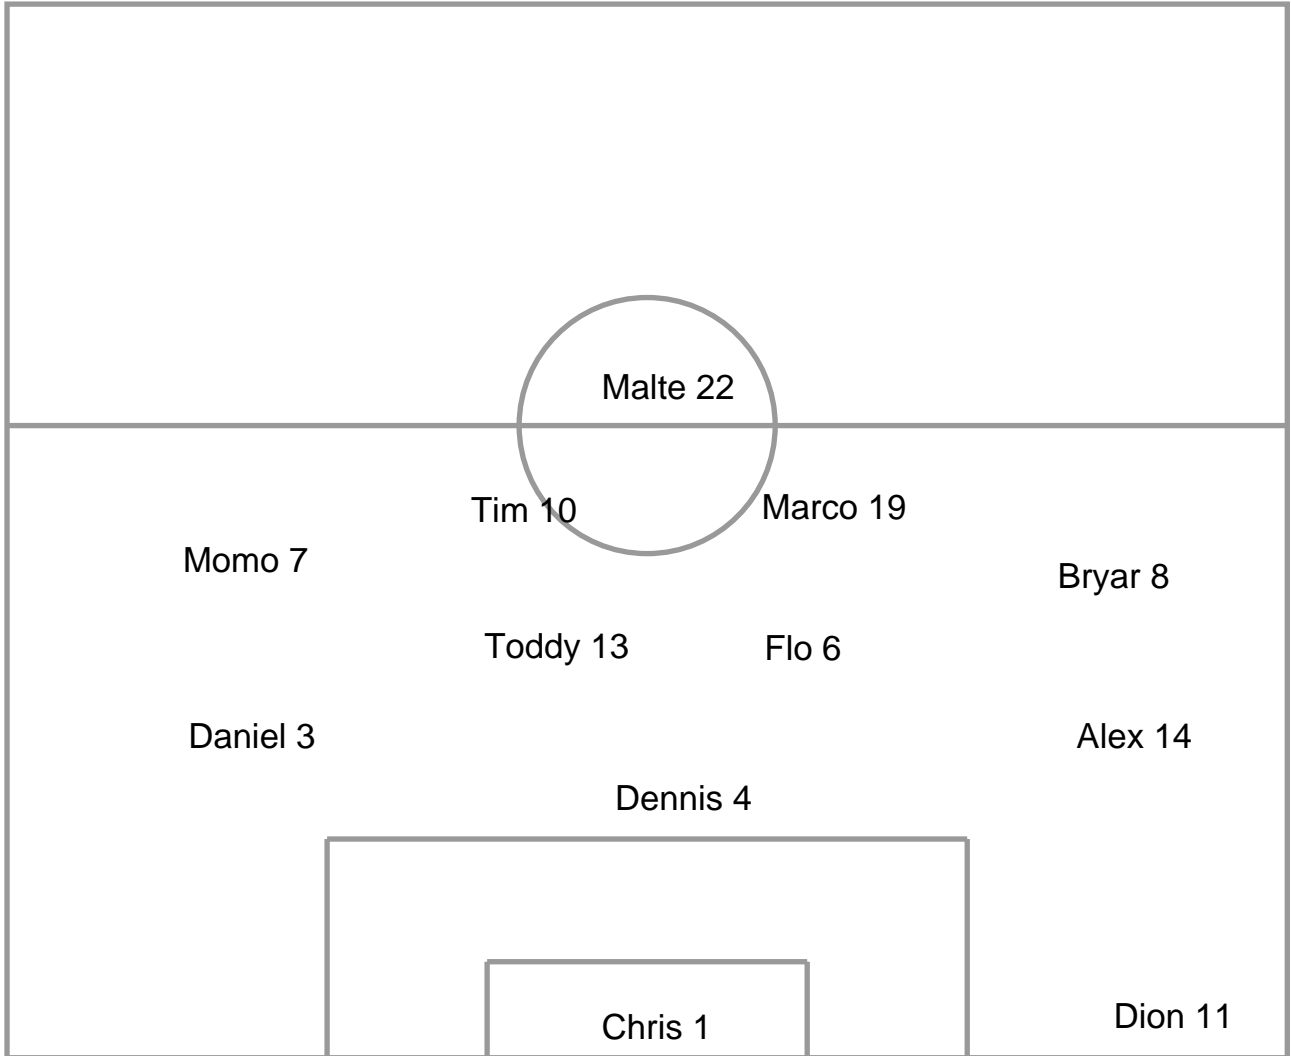 Malte 22
Tim 10
Marco 19
Momo 7
Bryar 8
Toddy 13
Flo 6
Daniel 3
Alex 14
Dennis 4
Dion 11
Chris 1